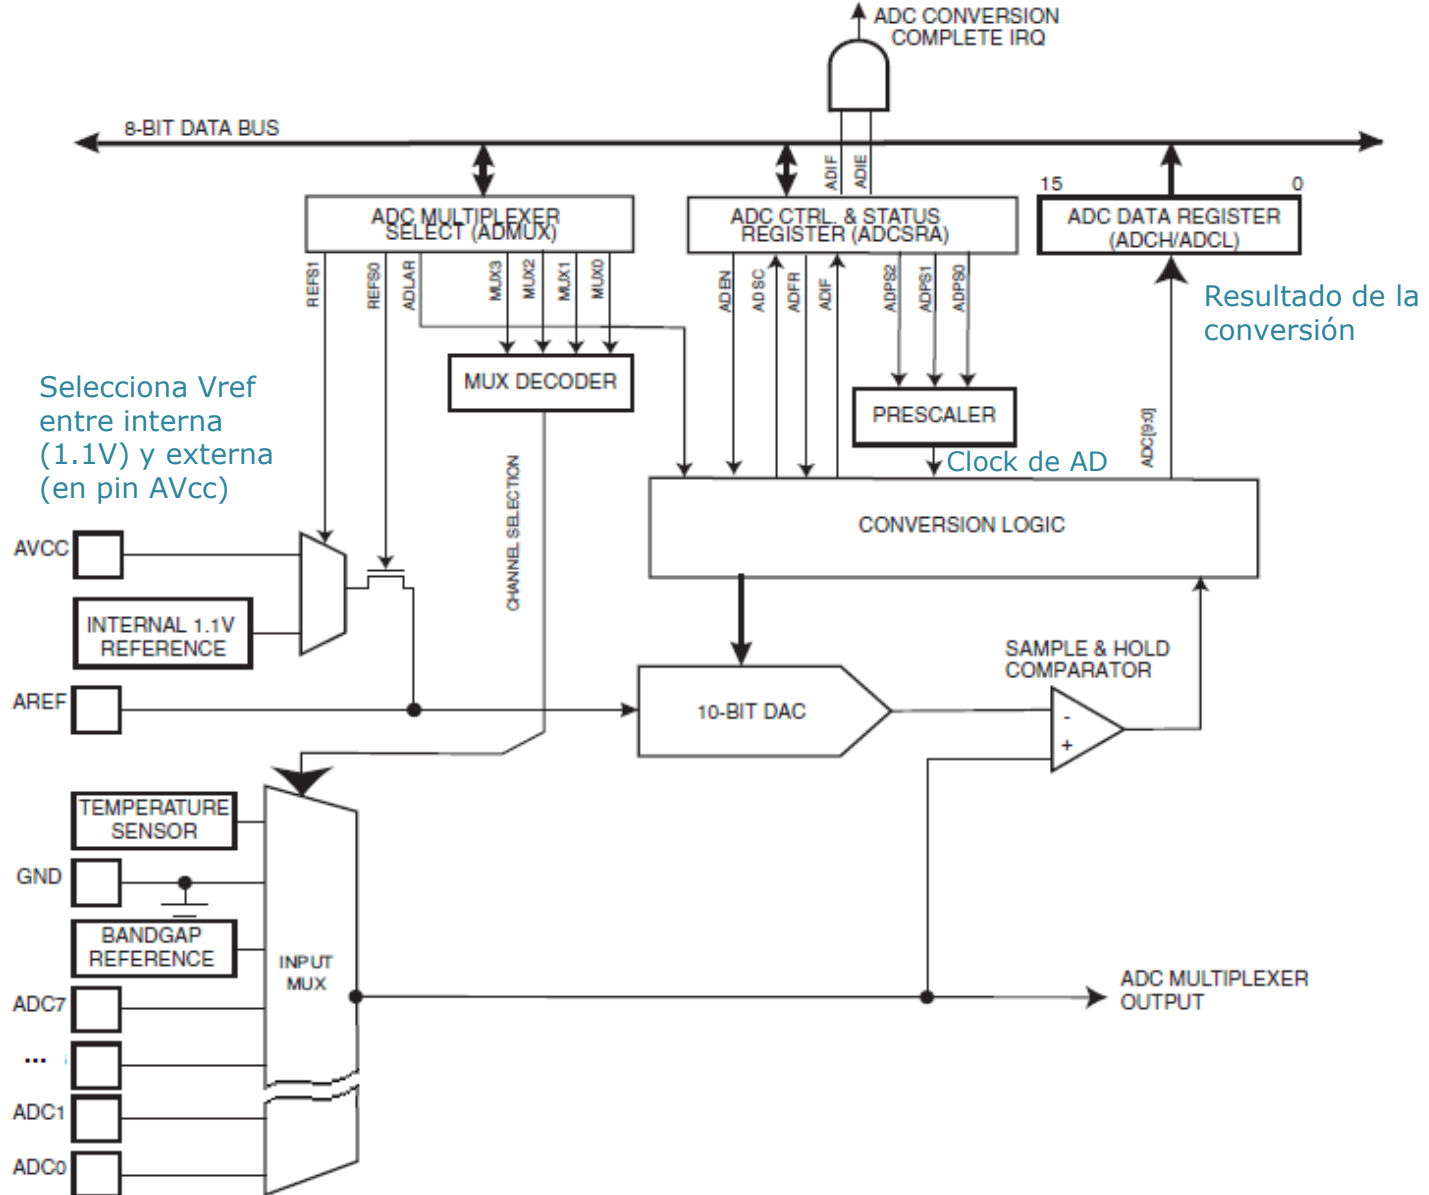 ADC CONVERSION
COMPLETE IRQ
8-BIT DATA BUS
ADIF
ADIE
15
0
ADC MULTIPLEXER
SELECT (ADMUX)
ADC CTRL. & STATUS
REGISTER (ADCSRA)
ADC DATA REGISTER
(ADCH/ADCL)
REFS1
REFS0
ADLAR
MUX3
MUX2
MUX1
MUX0
ADEN
ADSC
ADFR
ADIF
ADPS2
ADPS1
ADPS0
Resultado de la
conversión
MUX DECODER
PRESCALER
Selecciona Vref
entre interna
(1.1V) y externa
(en pin AVcc)
Clock de AD
ADC[9:0]
CHANNEL SELECTION
CONVERSION LOGIC
AVCC
INTERNAL 1.1V
REFERENCE
SAMPLE & HOLD
COMPARATOR
AREF
10-BIT DAC
-
+
TEMPERATURE
SENSOR
GND
BANDGAP
REFERENCE
INPUT
MUX
ADC MULTIPLEXER
OUTPUT
ADC7
...
ADC1
ADC0